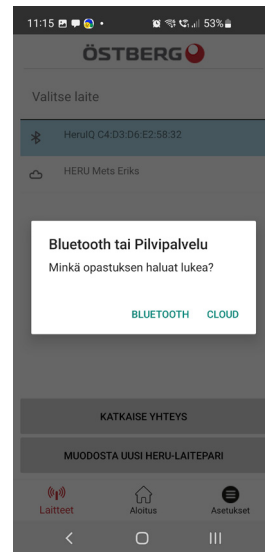 11:15 53%
ÖSTBERG
Valitse laite
HerulQ C4:D3:D6:E2:58:32
HERU Mets Eriks
Bluetooth tai Pilvipalvelu
Minkä opastuksen haluat lukea?
BLUETOOTH CLOUD
KATKAISE YHTEYS
MUODOSTA UUSI HERU-LAITEPARI
Laitteet Aloitus Asetukset